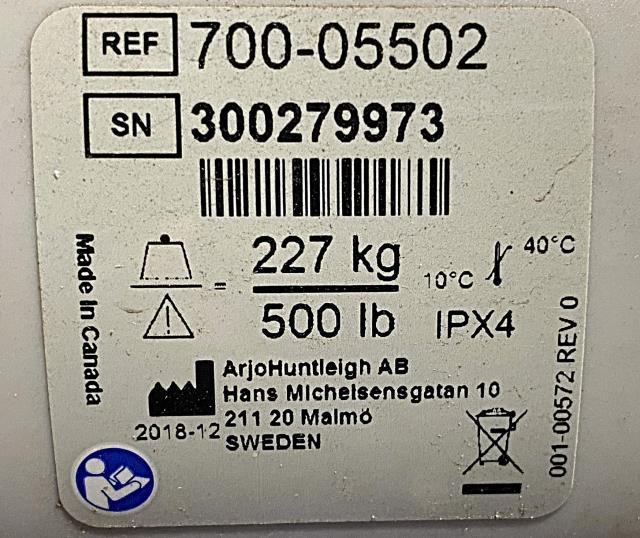 REF 700-05502
SN 300279973
Made In Canada
= 227 kg
500 lb
10°C 40°C
IPX4
ArjoHuntleigh AB
Hans Michelsensgatan 10
211 20 Malmö
SWEDEN
2018-12
001-00572 REV 0